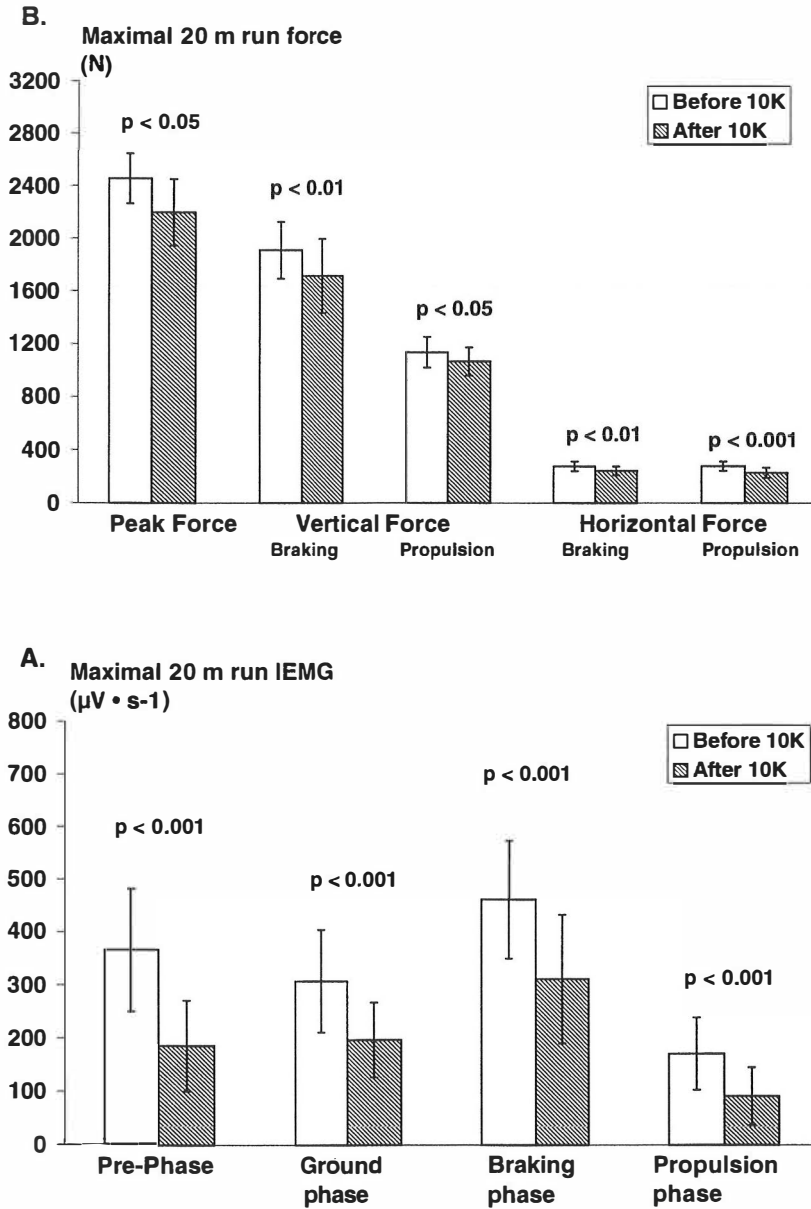 B.
Maximal 20 m run force
(N)
3200
2800
2400
2000
1600
1200
800
400
0
Before 10K
After 10K
p < 0.05
p < 0.01
p < 0.05
p < 0.01
p < 0.001
Peak Force Vertical Force Horizontal Force
Braking Propulsion Braking Propulsion
A.
Maximal 20 m run IEMG
(µV • s-1)
800
700
600
500
400
300
200
100
0
Before 10K
After 10K
p < 0.001
p < 0.001
p < 0.001
p < 0.001
Pre-Phase Ground Braking Propulsion
phase phase phase